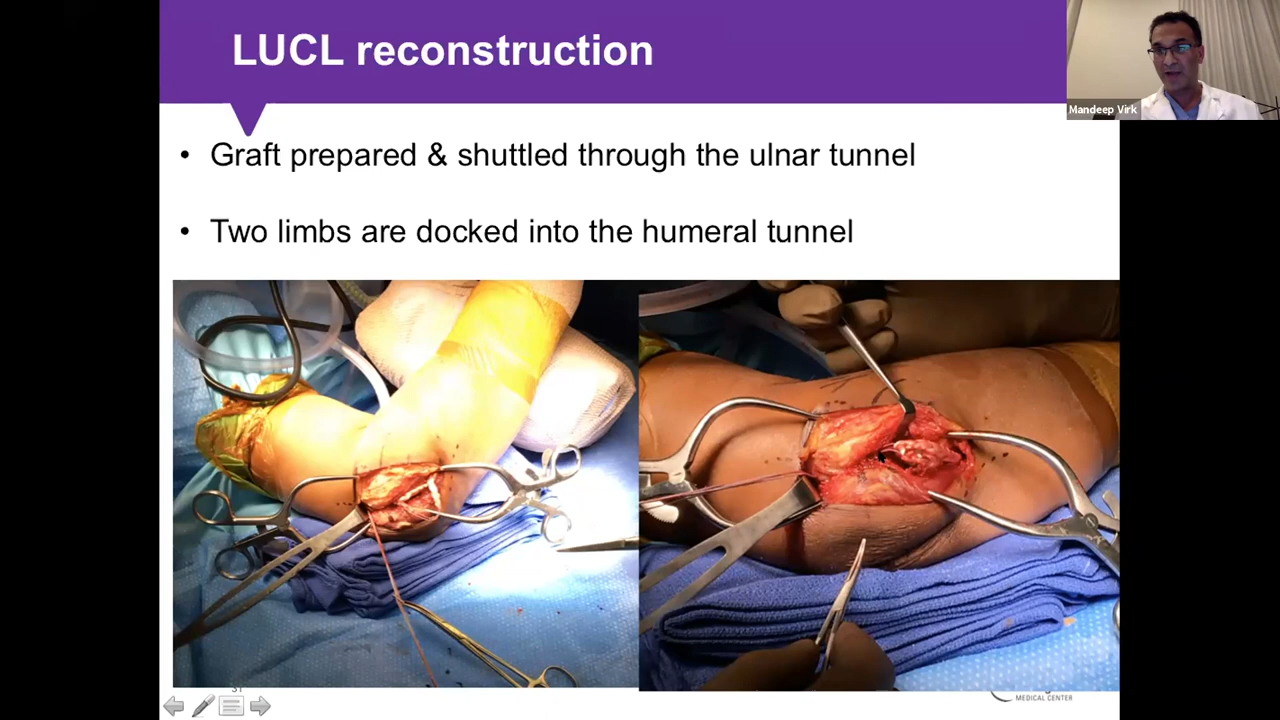 LUCL reconstruction
Mandeep Virk
• Graft prepared & shuttled through the ulnar tunnel
• Two limbs are docked into the humeral tunnel
MEDICAL CENTER